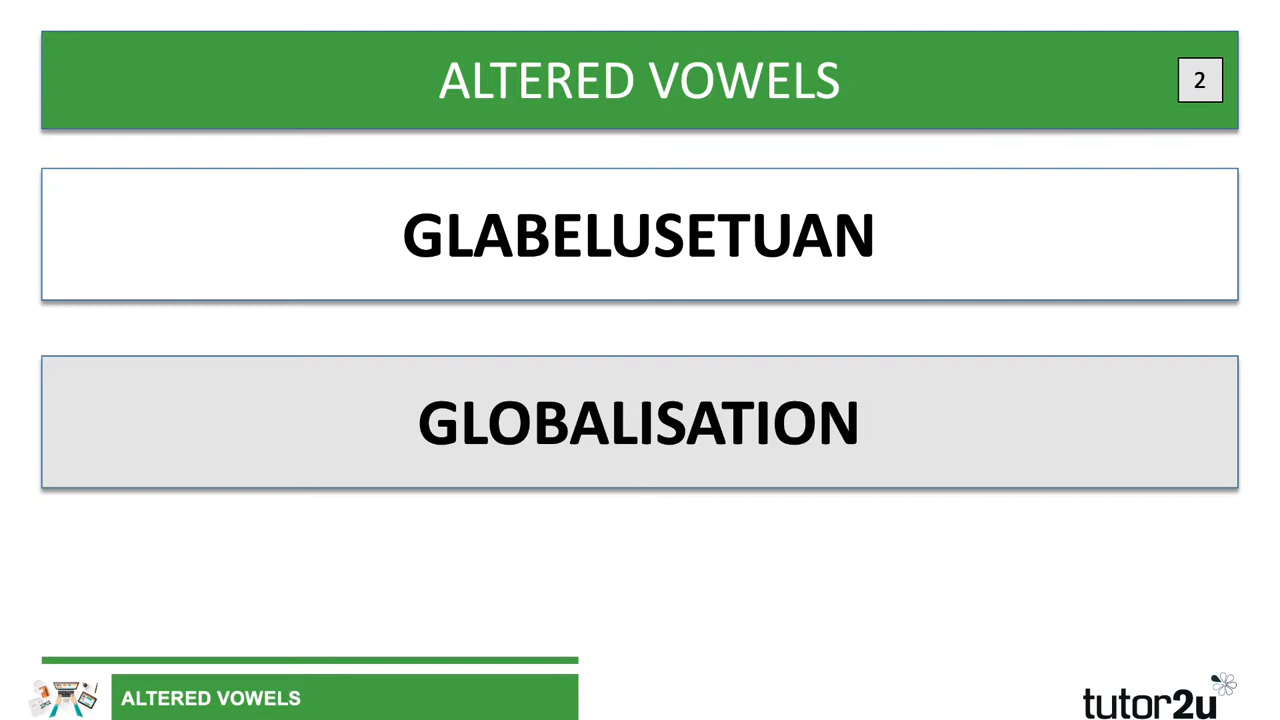 ALTERED VOWELS
2
GLABELUSETUAN
GLOBALISATION
ALTERED VOWELS
tutor2u